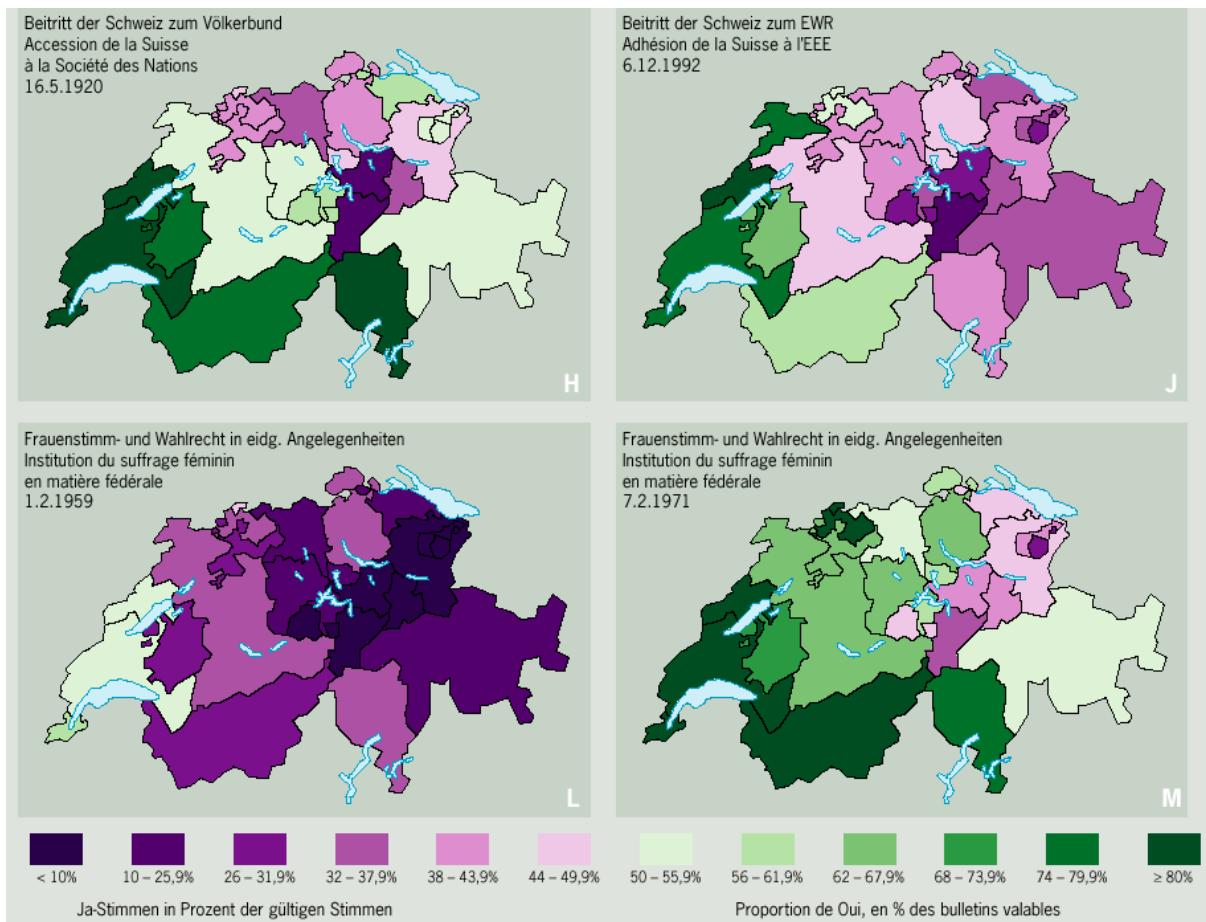 Beitritt der Schweiz zum Völkerbund
Accession de la Suisse
à la Société des Nations
16.5.1920
H
Beitritt der Schweiz zum EWR
Adhésion de la Suisse à l'EEE
6.12.1992
J
Frauenstimm- und Wahlrecht in eidg. Angelegenheiten
Institution du suffrage féminin
en matière fédérale
1.2.1959
L
Frauenstimm- und Wahlrecht in eidg. Angelegenheiten
Institution du suffrage féminin
en matière fédérale
7.2.1971
M
< 10% 10 – 25,9% 26 – 31,9% 32 – 37,9% 38 – 43,9% 44 – 49,9% 50 – 55,9% 56 – 61,9% 62 – 67,9% 68 – 73,9% 74 – 79,9% ≥ 80%
Ja-Stimmen in Prozent der gültigen Stimmen
Proportion de Oui, en % des bulletins valables